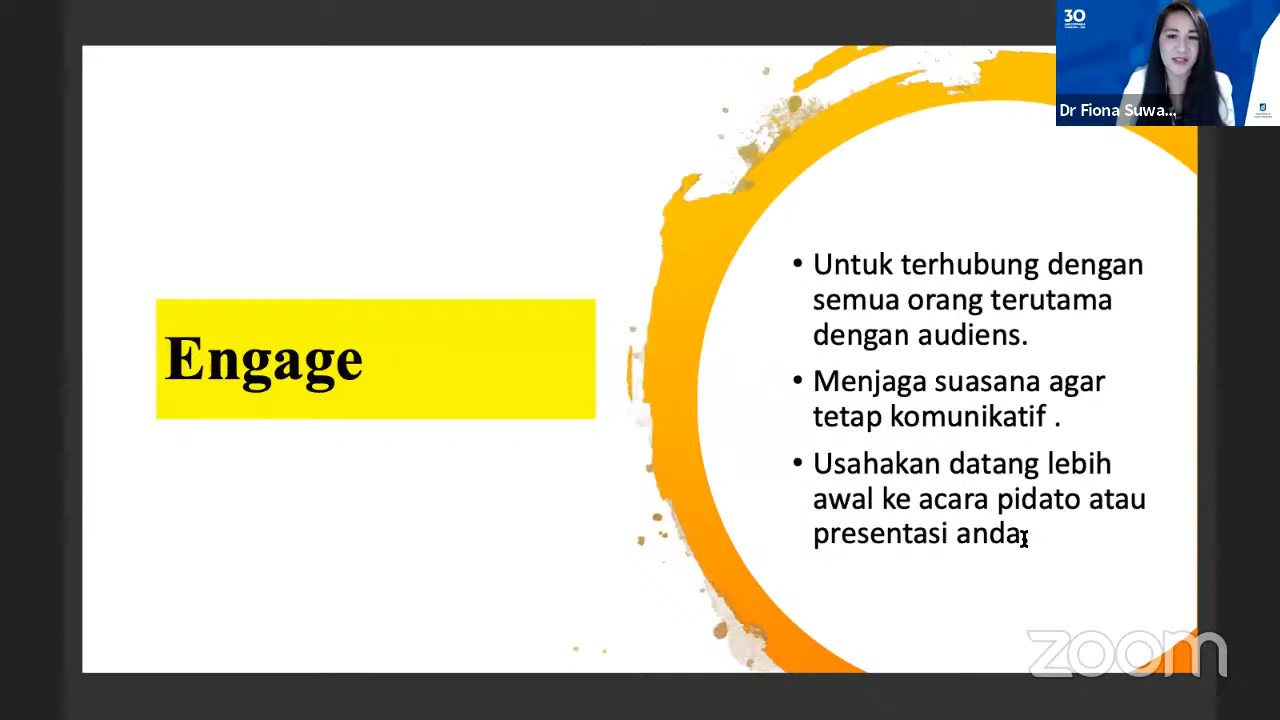 30
Dr Fiona Suwa...
Engage
• Untuk terhubung dengan
semua orang terutama
dengan audiens.
• Menjaga suasana agar
tetap komunikatif .
• Usahakan datang lebih
awal ke acara pidato atau
presentasi anda
zoom